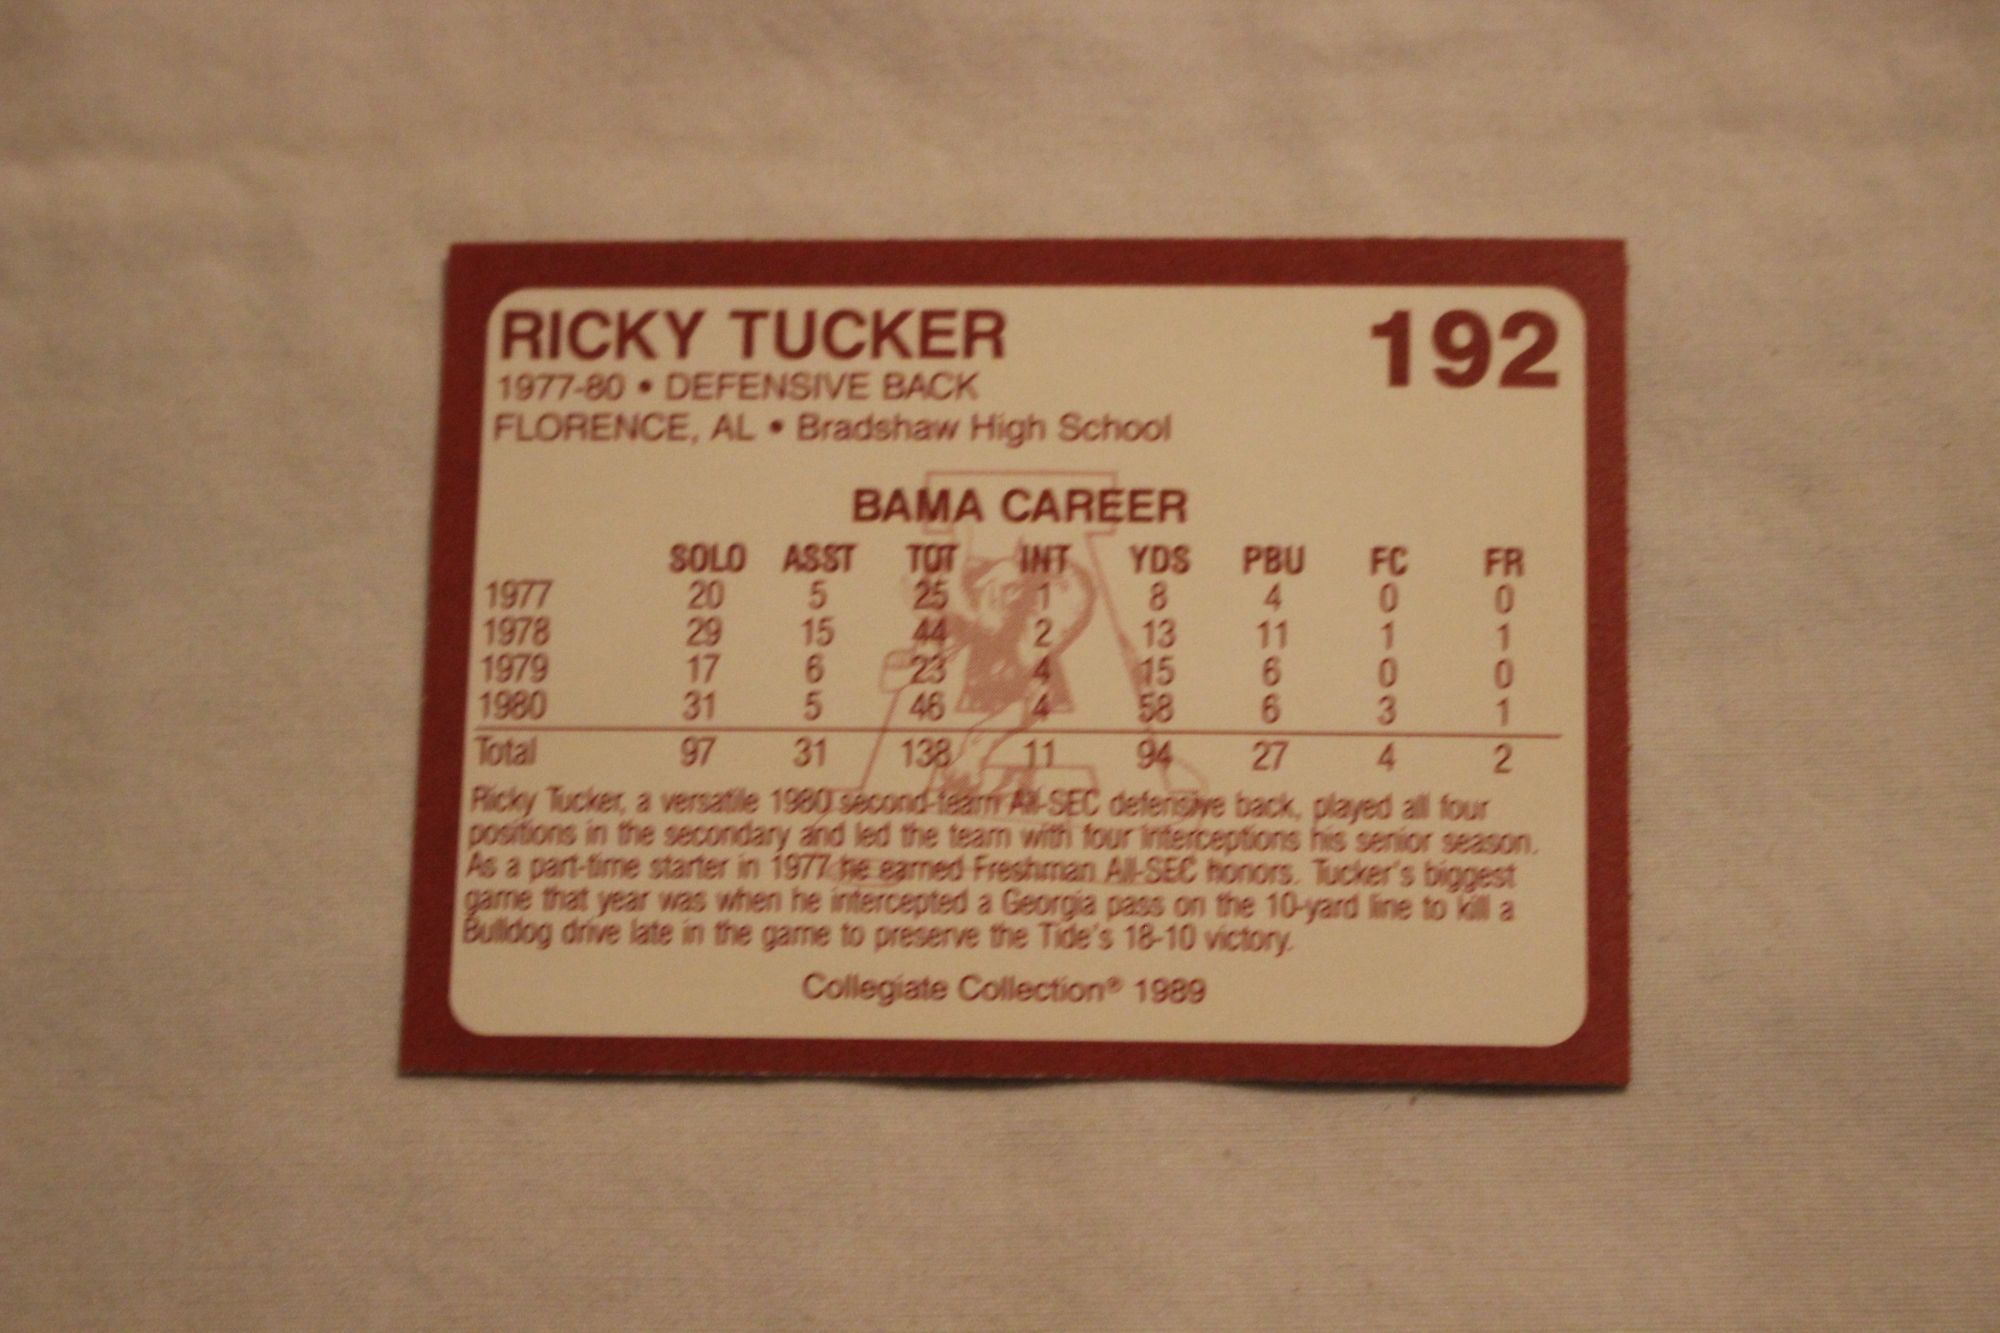 RICKY TUCKER 192
1977-80 • DEFENSIVE BACK
FLORENCE, AL • Bradshaw High School
BAMA CAREER
SOLO ASST TOT INT YDS PBU FC FR
1977 20 5 25 1 8 4 0 0
1978 29 15 44 2 13 11 1 1
1979 17 6 23 4 15 6 0 0
1980 31 5 46 4 58 6 3 1
Total 97 31 138 11 94 27 4 2
Ricky Tucker, a versatile 1980 second-team All-SEC defensive back, played all four
positions in the secondary and led the team with four interceptions his senior season.
As a part-time starter in 1977 he earned Freshman All-SEC honors. Tucker's biggest
game that year was when he intercepted a Georgia pass on the 10-yard line to kill a
Bulldog drive late in the game to preserve the Tide's 18-10 victory.
Collegiate Collection® 1989